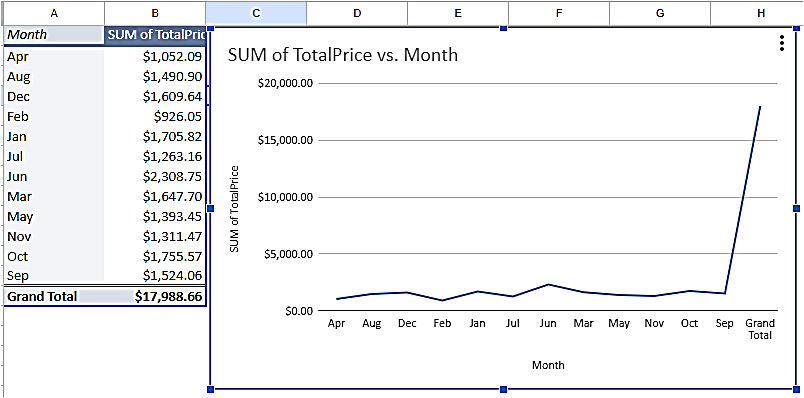 A B C D E F G H
Month SUM of TotalPric
Apr $1,052.09
Aug $1,490.90
Dec $1,609.64
Feb $926.05
Jan $1,705.82
Jul $1,263.16
Jun $2,308.75
Mar $1,647.70
May $1,393.45
Nov $1,311.47
Oct $1,755.57
Sep $1,524.06
Grand Total $17,988.66
SUM of TotalPrice vs. Month
$20,000.00
$15,000.00
$10,000.00
$5,000.00
$0.00
SUM of TotalPrice
Apr Aug Dec Feb Jan Jul Jun Mar May Nov Oct Sep Grand
Total
Month